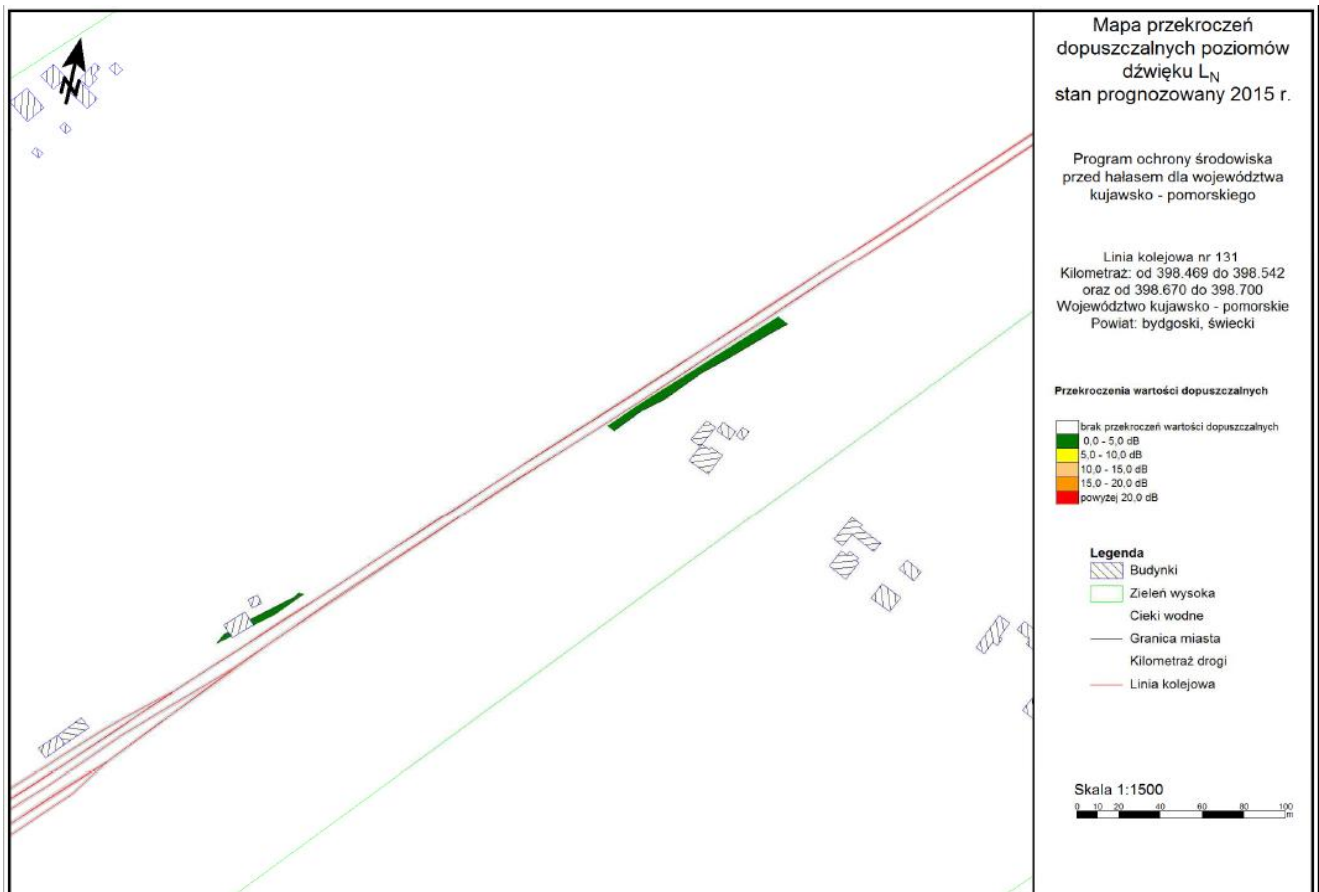 Mapa przekroczeń
dopuszczalnych poziomów
dźwięku LN
stan prognozowany 2015 r.
Program ochrony środowiska
przed hałasem dla województwa
kujawsko - pomorskiego
Linia kolejowa nr 131
Kilometraż: od 398.469 do 398.542
oraz od 398.670 do 398.700
Województwo kujawsko - pomorskie
Powiat: bydgoski, świecki
Przekroczenia wartości dopuszczalnych
brak przekroczeń wartości dopuszczalnych
0,0 - 5,0 dB
5,0 - 10,0 dB
10,0 - 15,0 dB
15,0 - 20,0 dB
powyżej 20,0 dB
Legenda
Budynki
Zieleń wysoka
Cieki wodne
Granica miasta
Kilometraż drogi
Linia kolejowa
Skala 1:1500
0 10 20 40 60 80 100
m
N